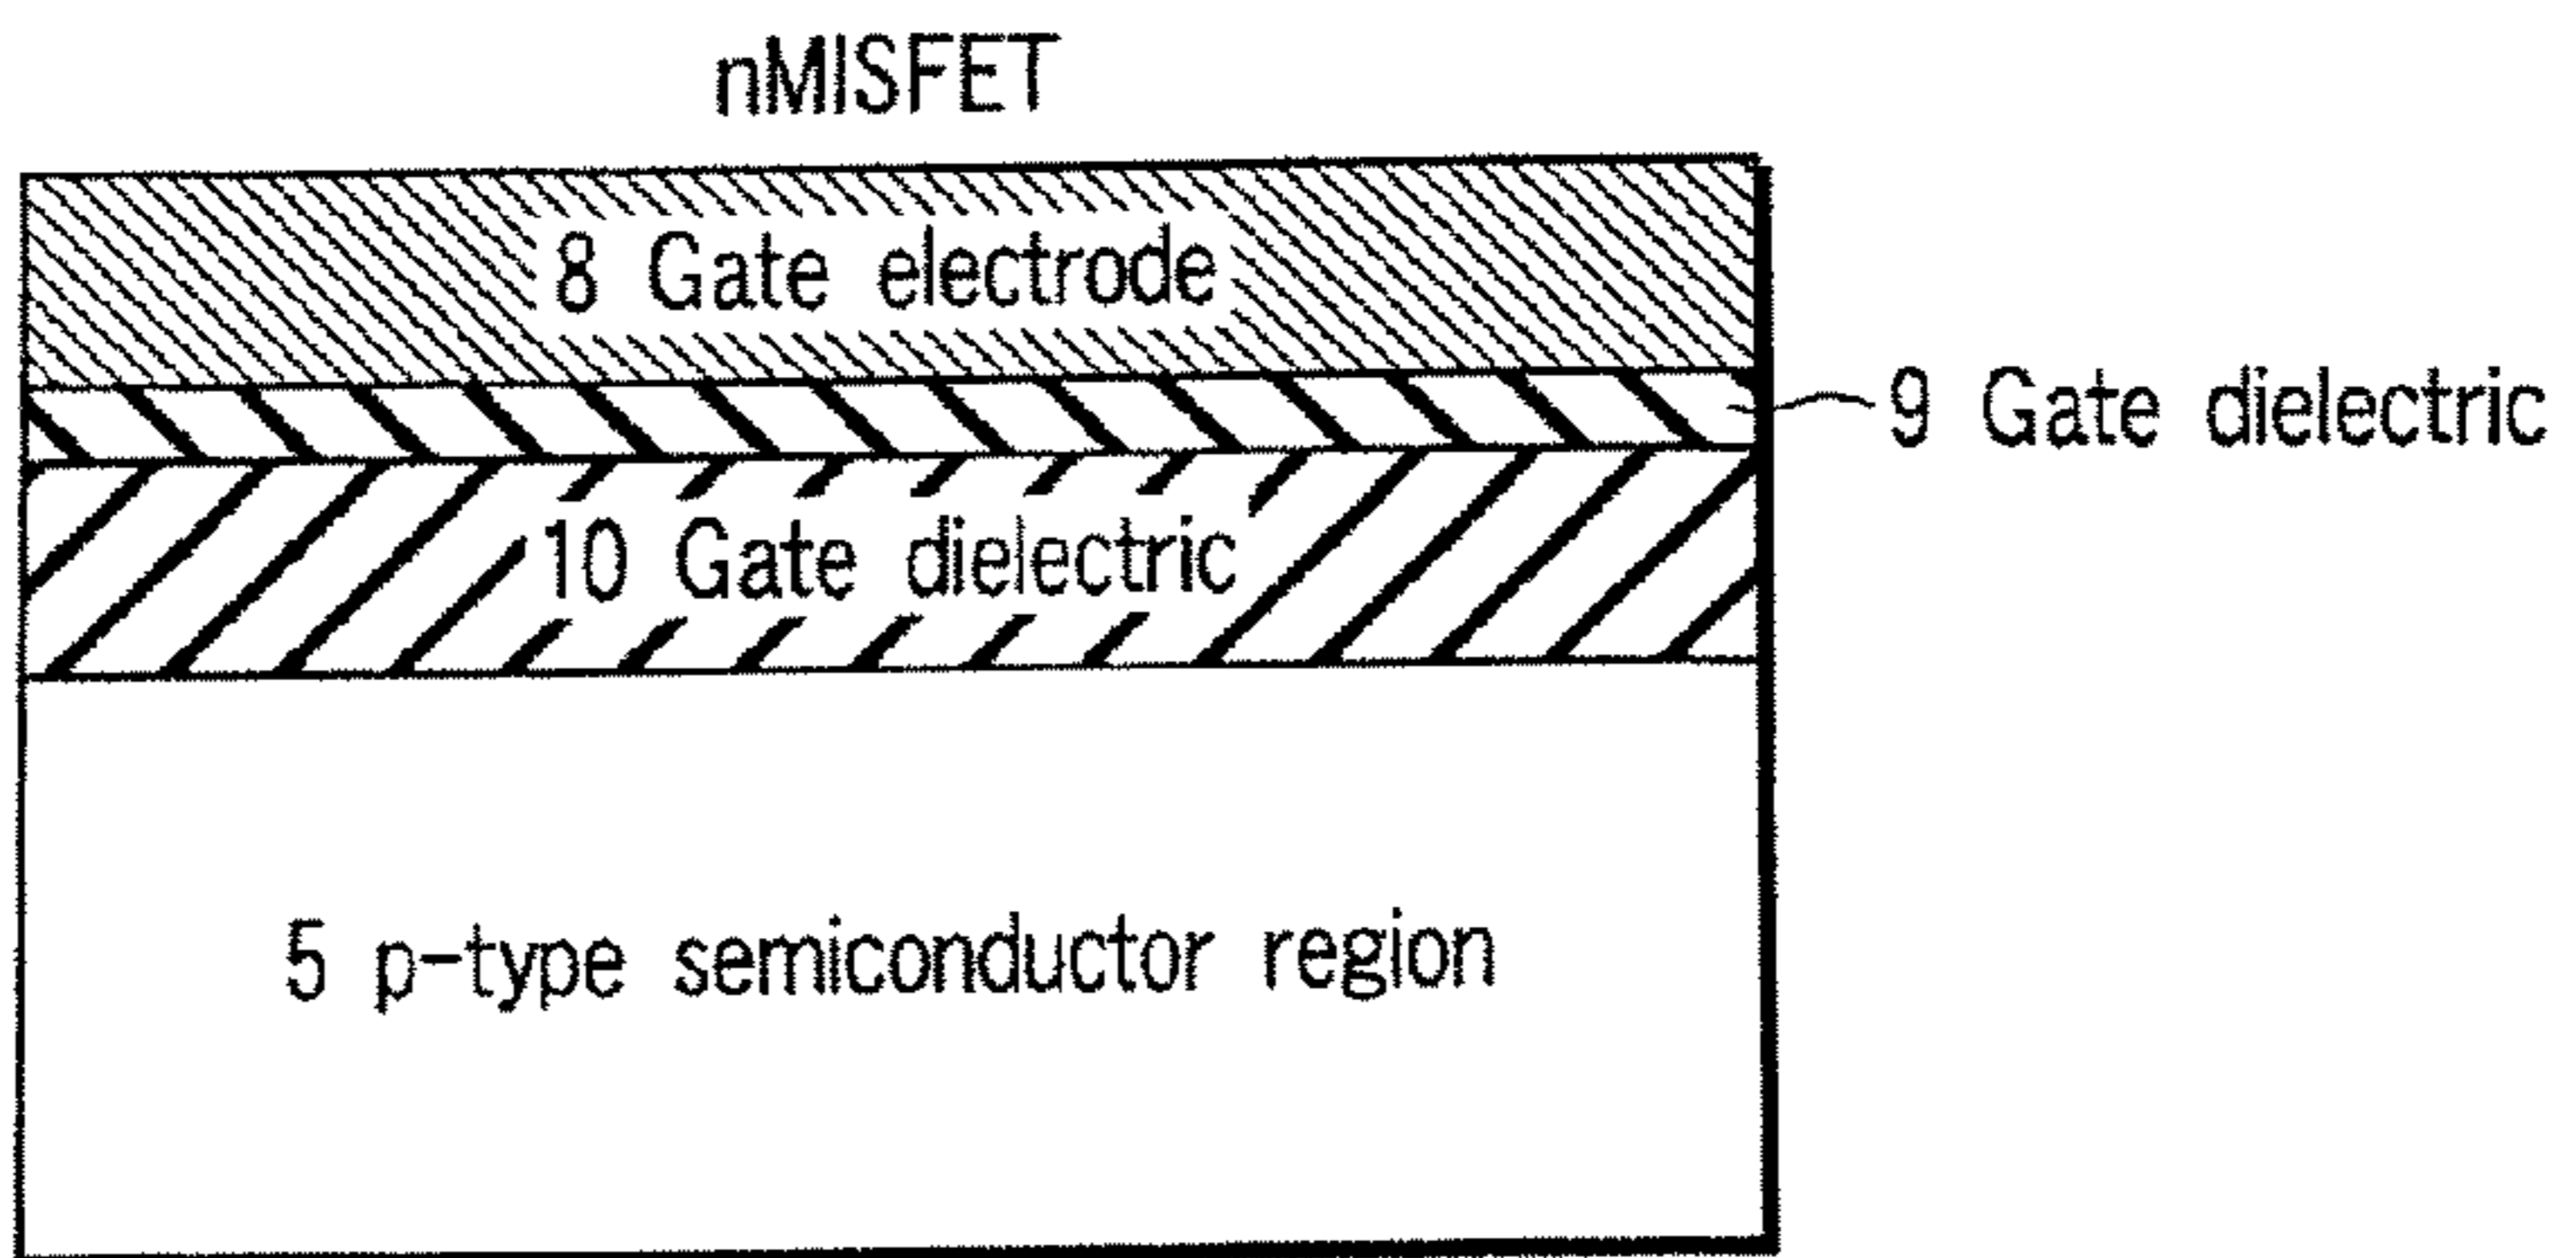 nMISFET
8 Gate electrode
9 Gate dielectric
10 Gate dielectric
5 p-type semiconductor region